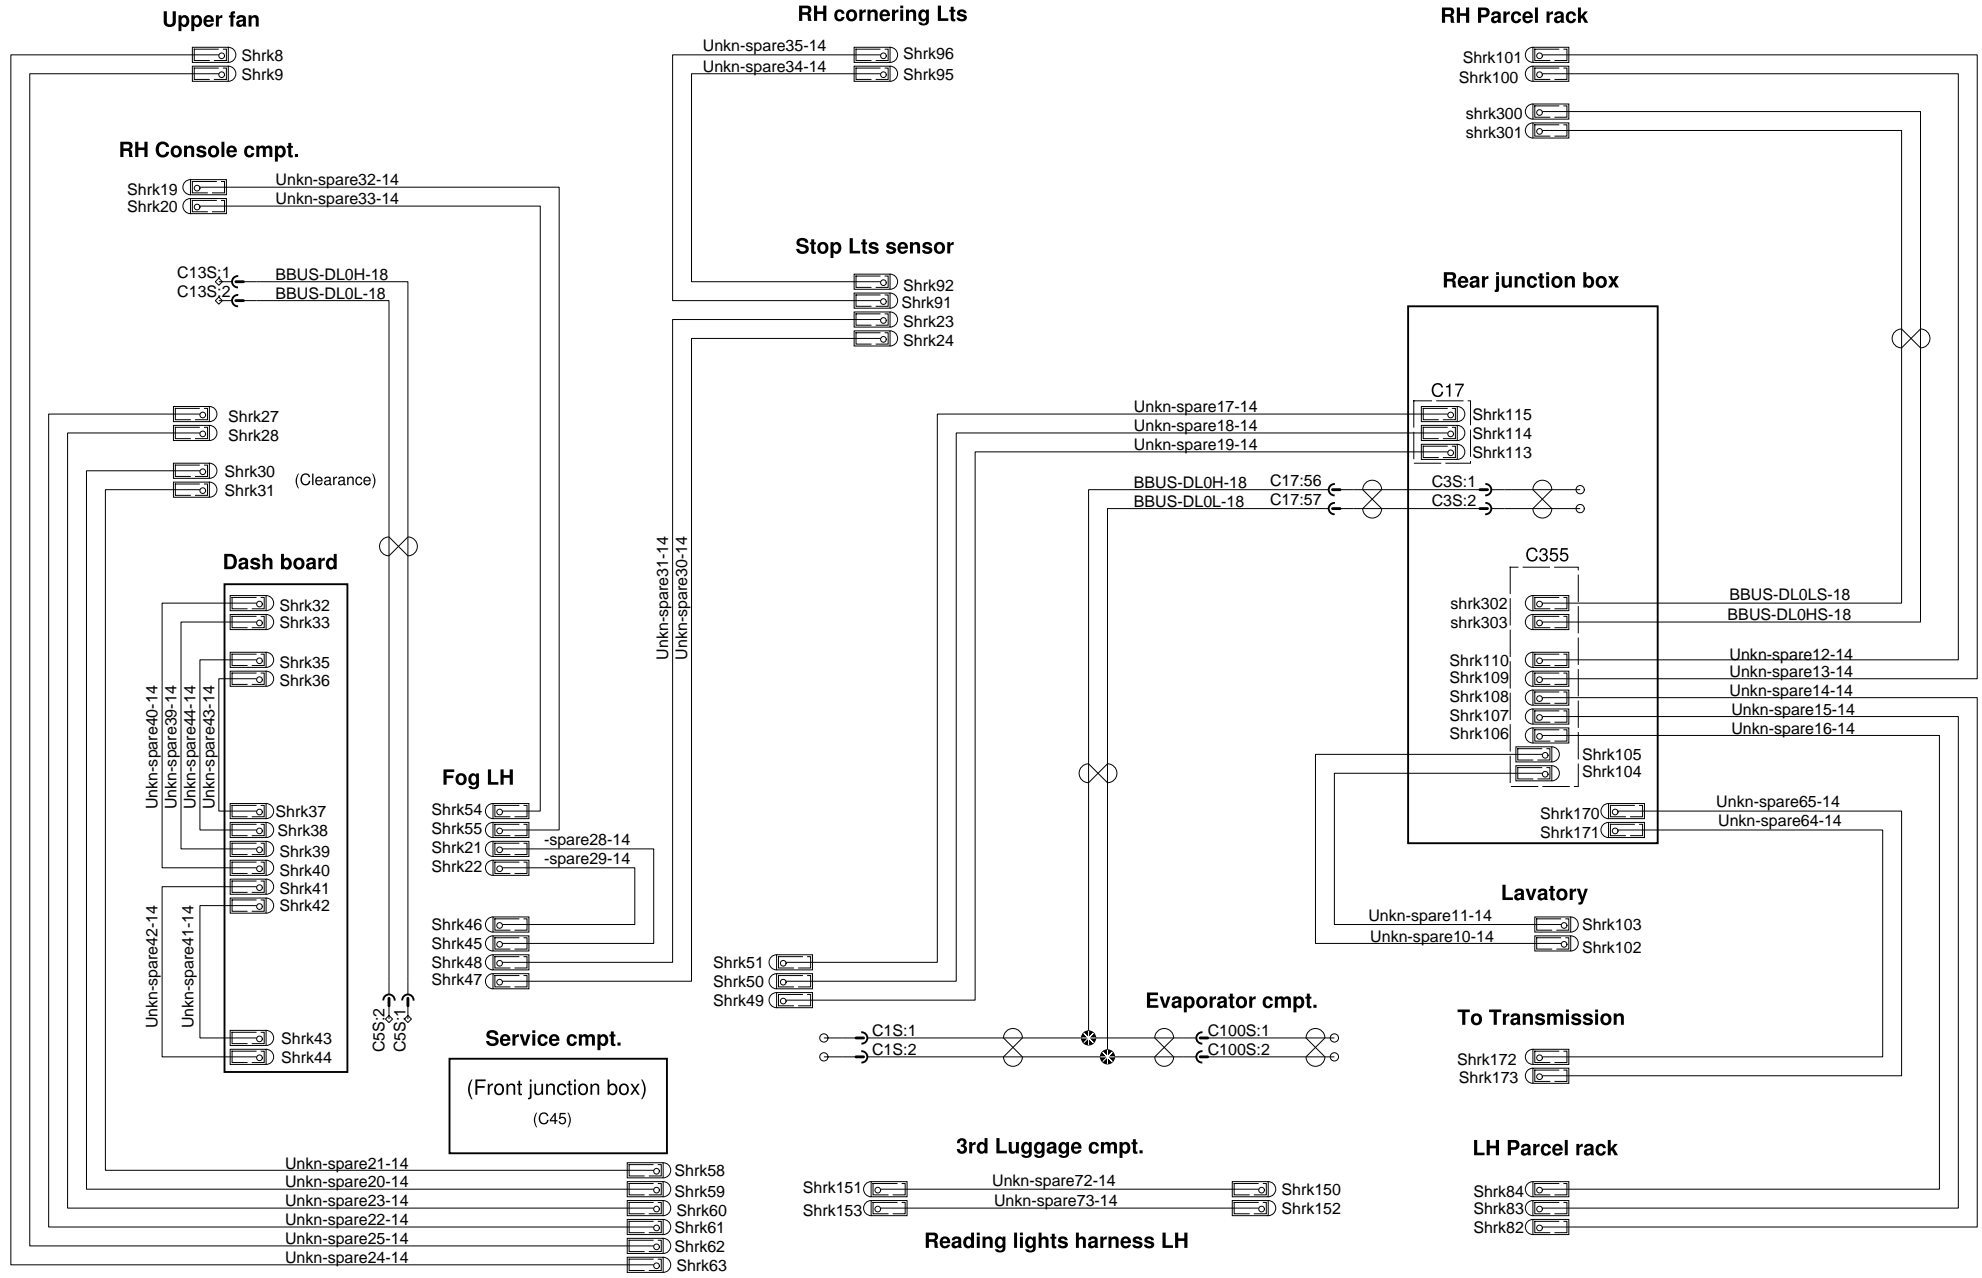 Upper fan
Shrk8
Shrk9
RH Console cmpt.
Shrk19
Shrk20
Unkn-spare32-14
Unkn-spare33-14
C13S:1
C13S:2
BBUS-DL0H-18
BBUS-DL0L-18
Shrk27
Shrk28
Shrk30
Shrk31
(Clearance)
Dash board
Shrk32
Shrk33
Shrk35
Shrk36
Unkn-spare40-14
Unkn-spare39-14
Unkn-spare44-14
Unkn-spare43-14
Shrk37
Shrk38
Shrk39
Shrk40
Shrk41
Shrk42
Unkn-spare42-14
Unkn-spare41-14
Shrk43
Shrk44
C5S:2
C5S:1
Fog LH
Shrk54
Shrk55
Shrk21
Shrk22
-spare28-14
-spare29-14
Shrk46
Shrk45
Shrk48
Shrk47
Service cmpt.
(Front junction box)
(C45)
Unkn-spare21-14
Unkn-spare20-14
Unkn-spare23-14
Unkn-spare22-14
Unkn-spare25-14
Unkn-spare24-14
Shrk58
Shrk59
Shrk60
Shrk61
Shrk62
Shrk63
RH cornering Lts
Unkn-spare35-14
Unkn-spare34-14
Shrk96
Shrk95
Stop Lts sensor
Shrk92
Shrk91
Shrk23
Shrk24
Unkn-spare31-14
Unkn-spare30-14
Shrk51
Shrk50
Shrk49
Unkn-spare17-14
Unkn-spare18-14
Unkn-spare19-14
BBUS-DL0H-18
BBUS-DL0L-18
C17:56
C17:57
Evaporator cmpt.
C1S:1
C1S:2
C100S:1
C100S:2
3rd Luggage cmpt.
Shrk151
Shrk153
Unkn-spare72-14
Unkn-spare73-14
Shrk150
Shrk152
Reading lights harness LH
RH Parcel rack
Shrk101
Shrk100
shrk300
shrk301
Rear junction box
C17
Shrk115
Shrk114
Shrk113
C3S:1
C3S:2
C355
shrk302
shrk303
Shrk110
Shrk109
Shrk108
Shrk107
Shrk106
Shrk105
Shrk104
Shrk170
Shrk171
BBUS-DL0LS-18
BBUS-DL0HS-18
Unkn-spare12-14
Unkn-spare13-14
Unkn-spare14-14
Unkn-spare15-14
Unkn-spare16-14
Unkn-spare65-14
Unkn-spare64-14
Lavatory
Unkn-spare11-14
Unkn-spare10-14
Shrk103
Shrk102
To Transmission
Shrk172
Shrk173
LH Parcel rack
Shrk84
Shrk83
Shrk82